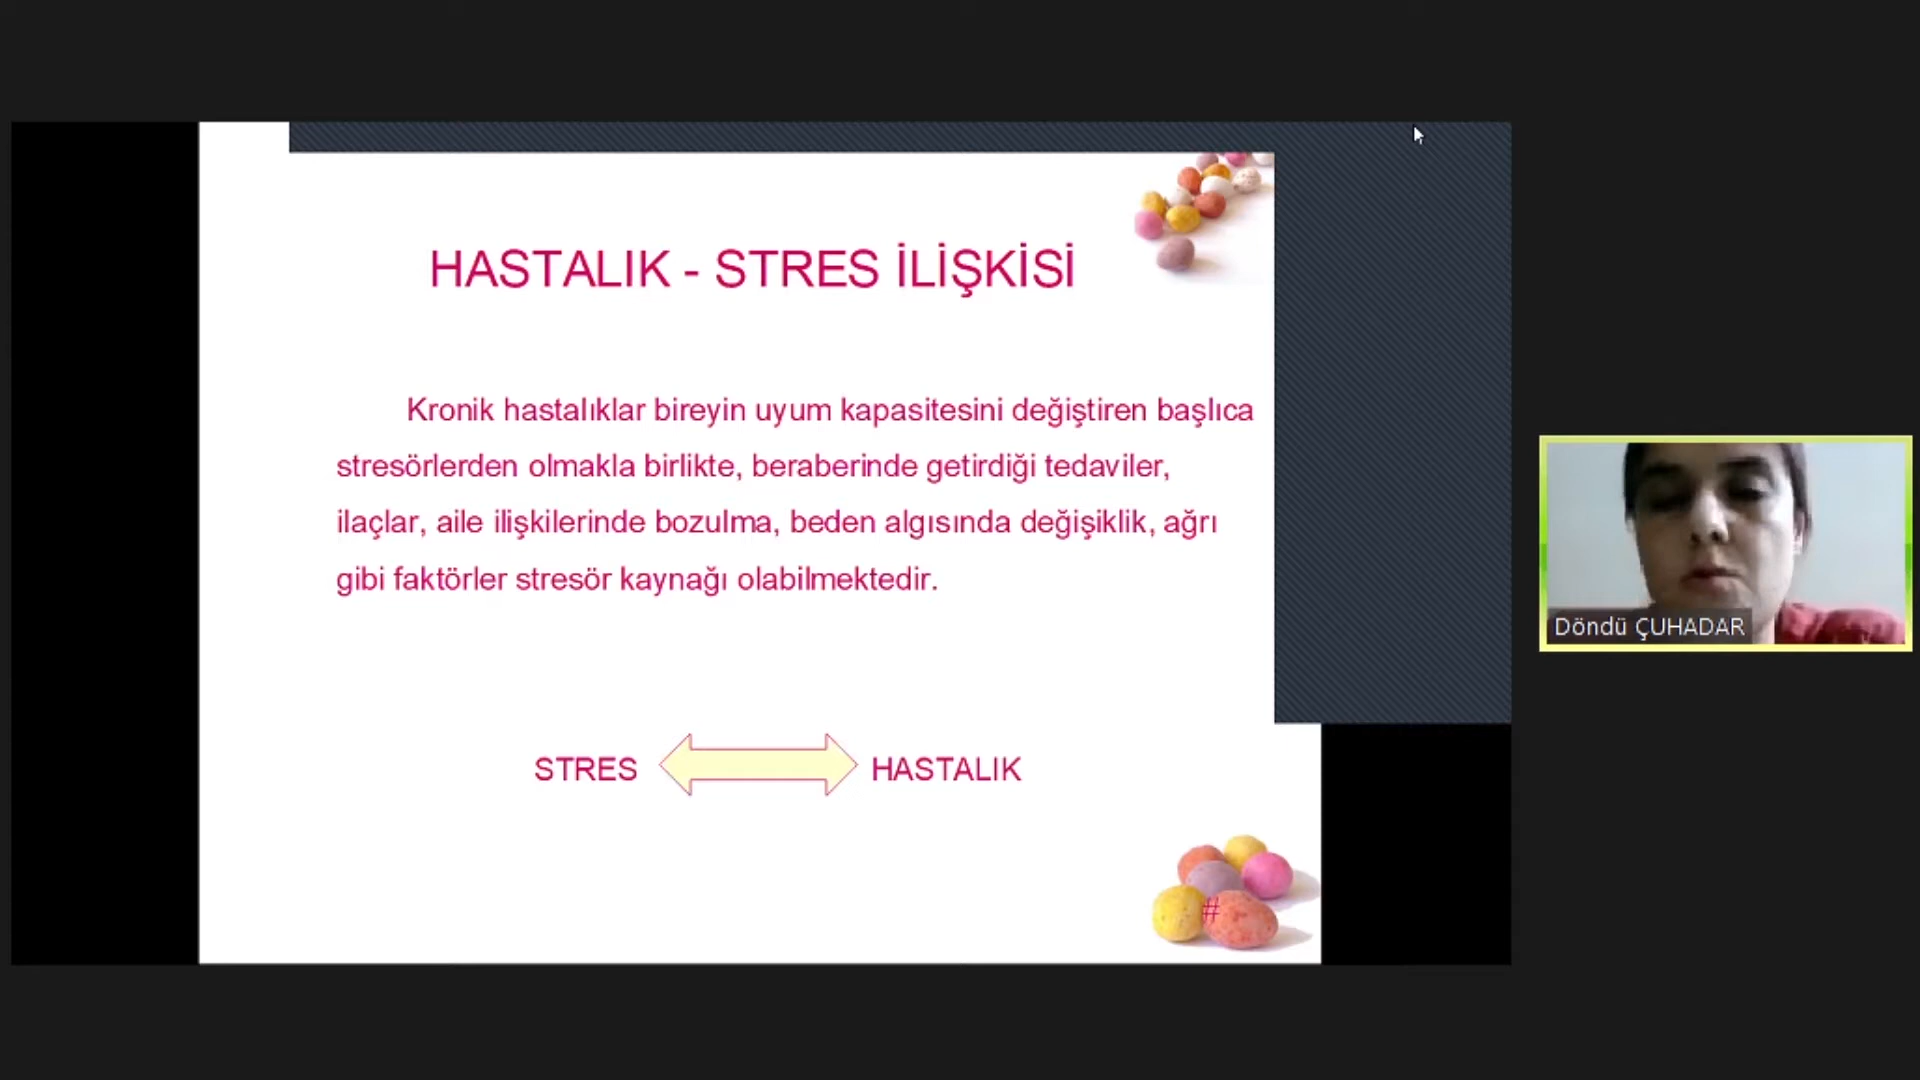 HASTALIK - STRES İLİŞKİSİ
Kronik hastalıklar bireyin uyum kapasitesini değiştiren başlıca
stresörlerden olmakla birlikte, beraberinde getirdiği tedaviler,
ilaçlar, aile ilişkilerinde bozulma, beden algısında değişiklik, ağrı
gibi faktörler stresör kaynağı olabilmektedir.
STRES HASTALIK
#
Döndü ÇUHADAR